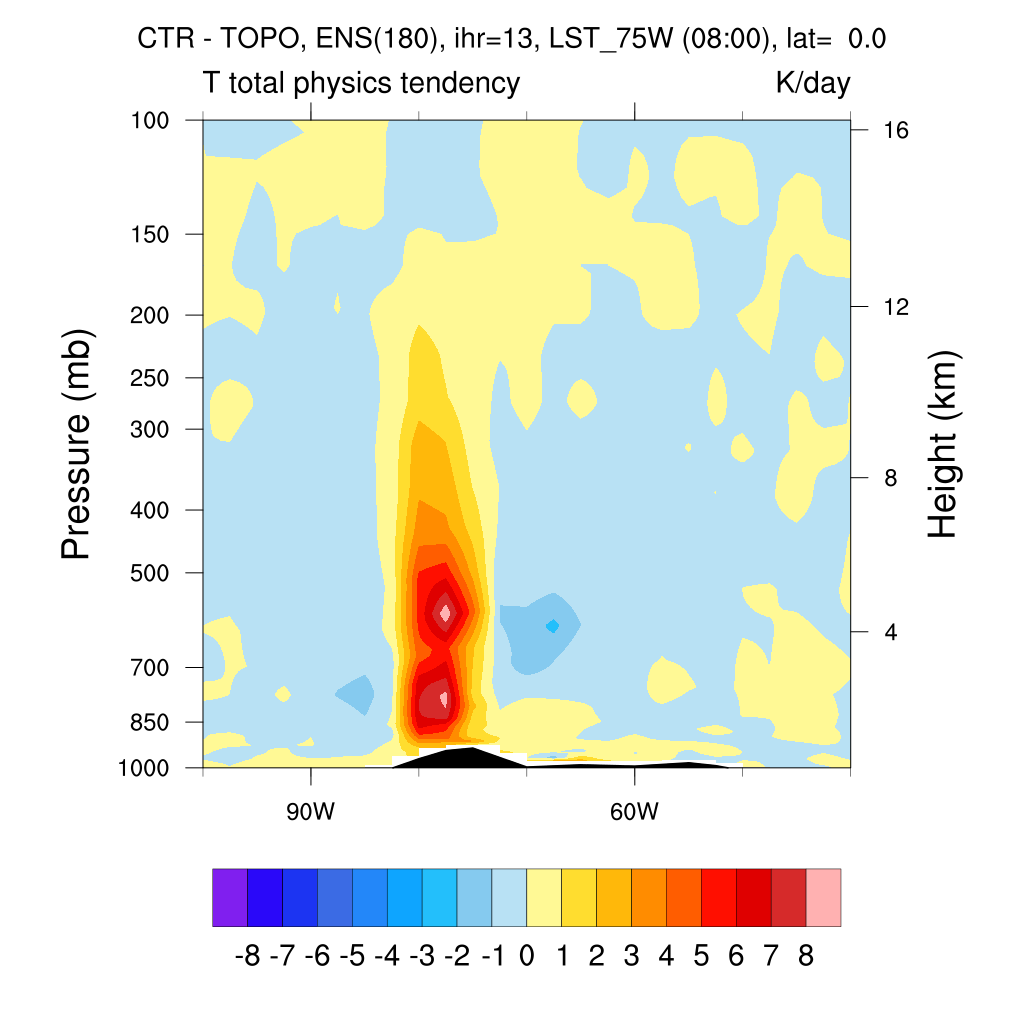 CTR - TOPO, ENS(180), ihr=13, LST_75W (08:00), lat=  0.0
T total physics tendency K/day
100
150
200
250
300
400
500
700
850
1000
Pressure (mb)
16
12
8
4
Height (km)
90W 60W
-8 -7 -6 -5 -4 -3 -2 -1 0 1 2 3 4 5 6 7 8